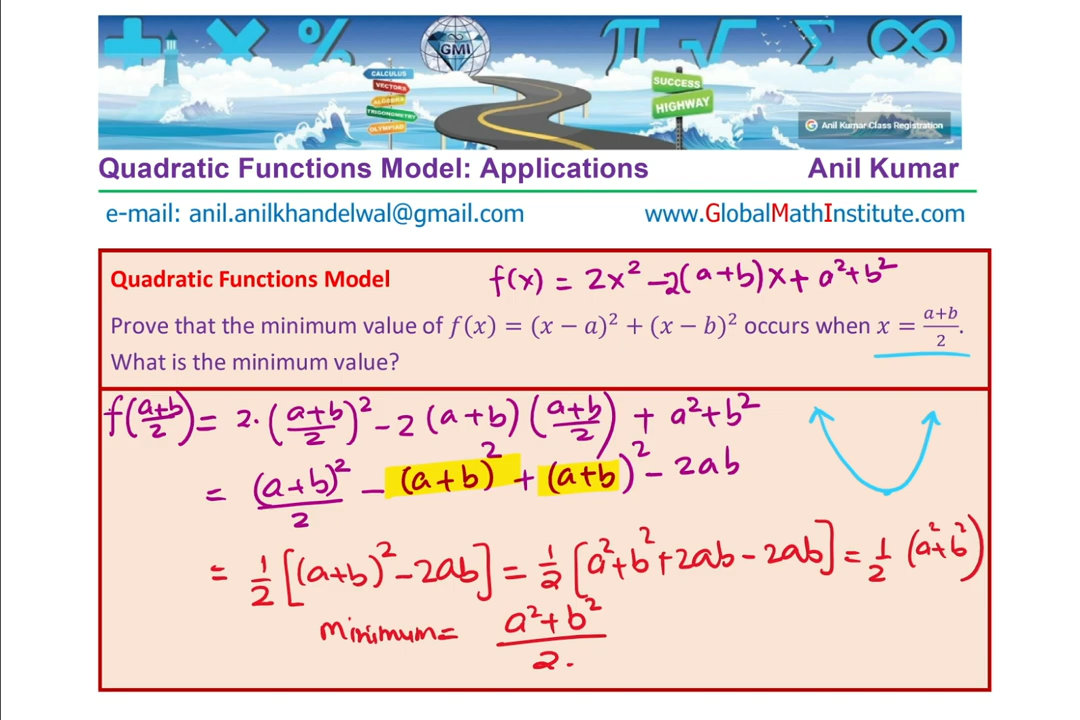 + × % GMI π √ Σ ∞
CALCULUS
VECTORS
ALGEBRA
TRIGONOMETRY
OLYMPIAD
SUCCESS
HIGHWAY
Anil Kumar Class Registration
Quadratic Functions Model: Applications Anil Kumar
e-mail: anil.anilkhandelwal@gmail.com www.GlobalMathInstitute.com
Quadratic Functions Model f(x) = 2x² -2(a+b)x + a²+b²
Prove that the minimum value of f(x) = (x − a)² + (x − b)² occurs when x = (a+b)/2.
What is the minimum value?
f((a+b)/2) = 2·((a+b)/2)² - 2(a+b)((a+b)/2) + a²+b²
= (a+b)²/2 - (a+b)² + (a+b)² - 2ab
= 1/2[(a+b)² - 2ab] = 1/2[a²+b²+2ab-2ab] = 1/2(a²+b²)
minimum = (a²+b²)/2.